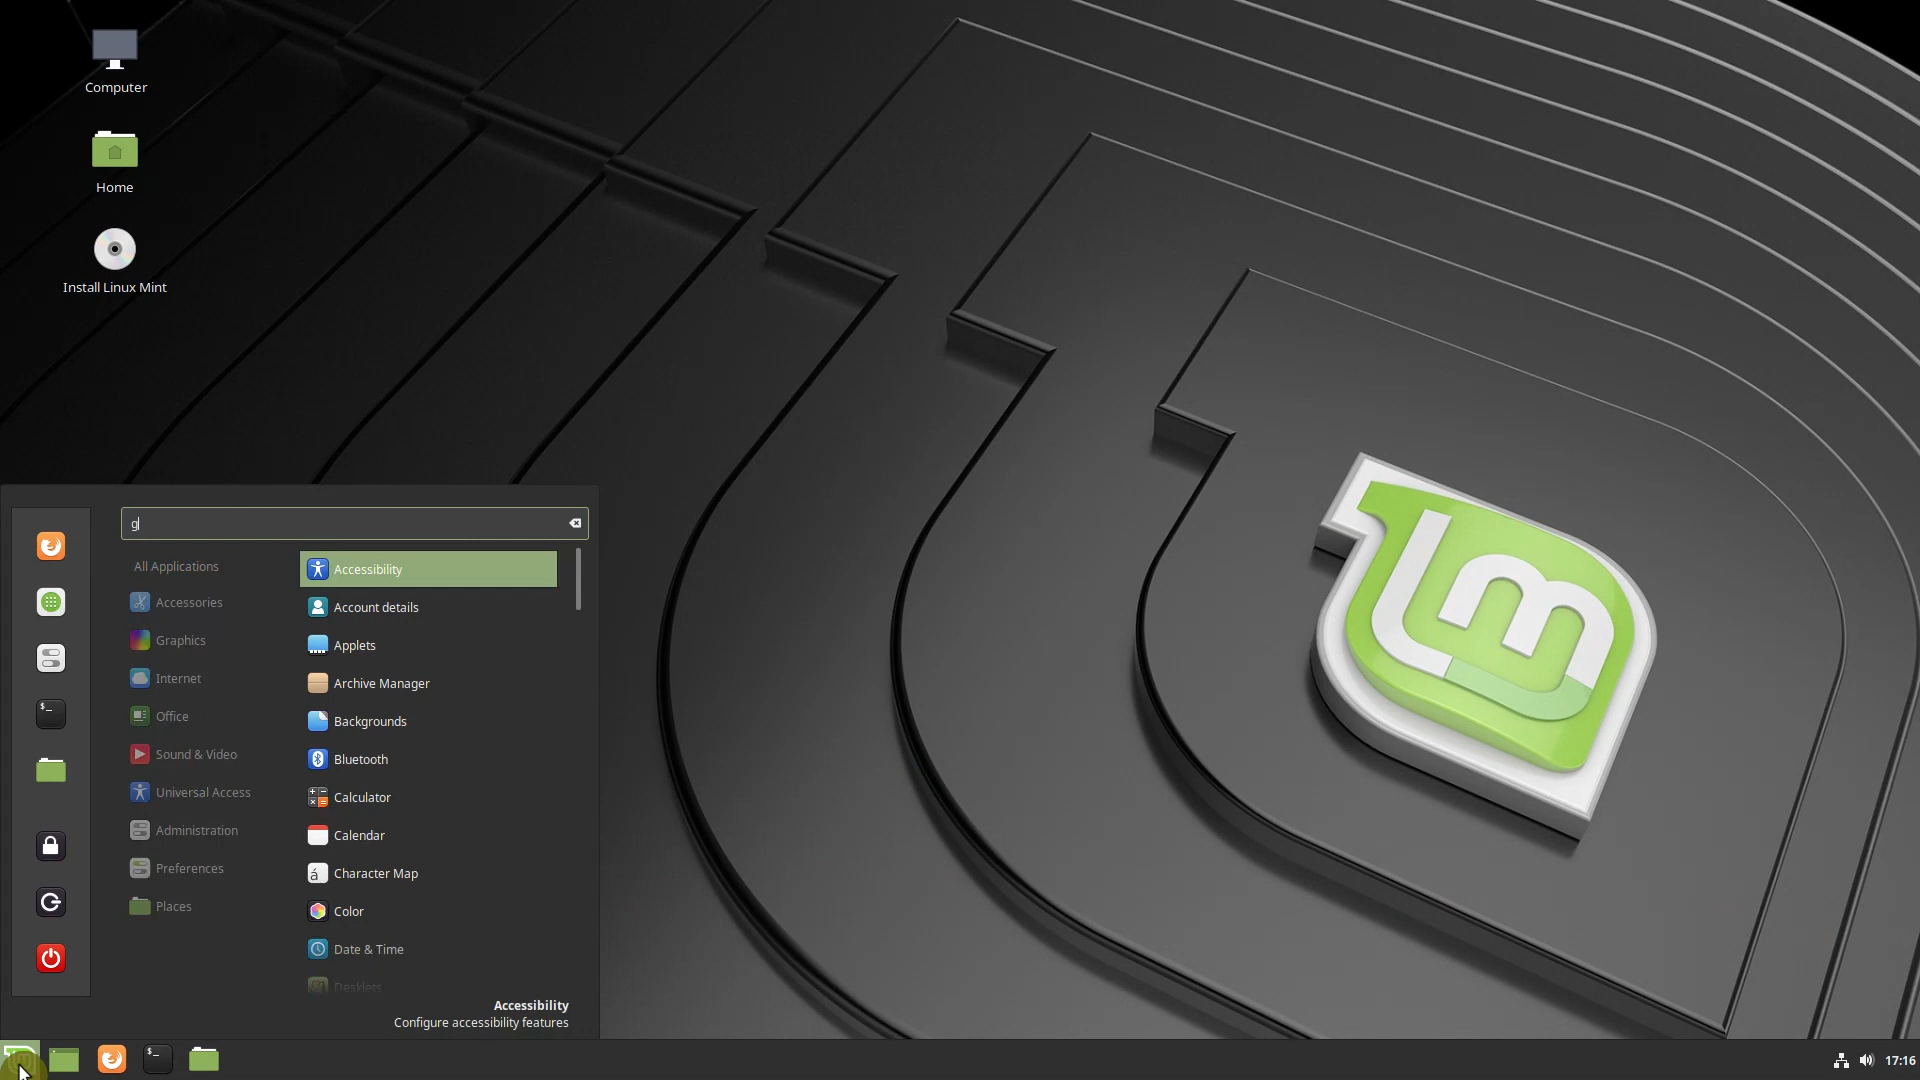 Computer
Home
Install Linux Mint
g
All Applications
Accessories
Graphics
Internet
Office
Sound & Video
Universal Access
Administration
Preferences
Places
Accessibility
Account details
Applets
Archive Manager
Backgrounds
Bluetooth
Calculator
Calendar
Character Map
Color
Date & Time
Desklets
Accessibility
Configure accessibility features
lm
17:16